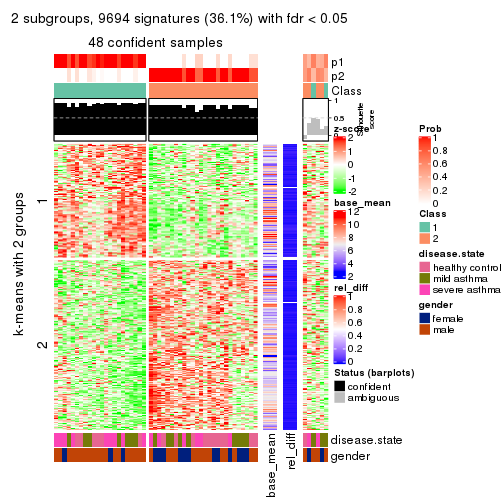 2 subgroups, 9694 signatures (36.1%) with fdr < 0.05
48 confident samples
p1
p2
Class
1
0.5
0
Silhouette
score
k-means with 2 groups
1
2
z-score
2
1
0
-1
-2
base_mean
12
10
8
6
4
2
rel_diff
1
0.8
0.6
0.4
0.2
0
Status (barplots)
confident
ambiguous
Prob
1
0.8
0.6
0.4
0.2
0
Class
1
2
disease.state
healthy control
mild asthma
severe asthma
gender
female
male
disease.state
gender
base_mean
rel_diff